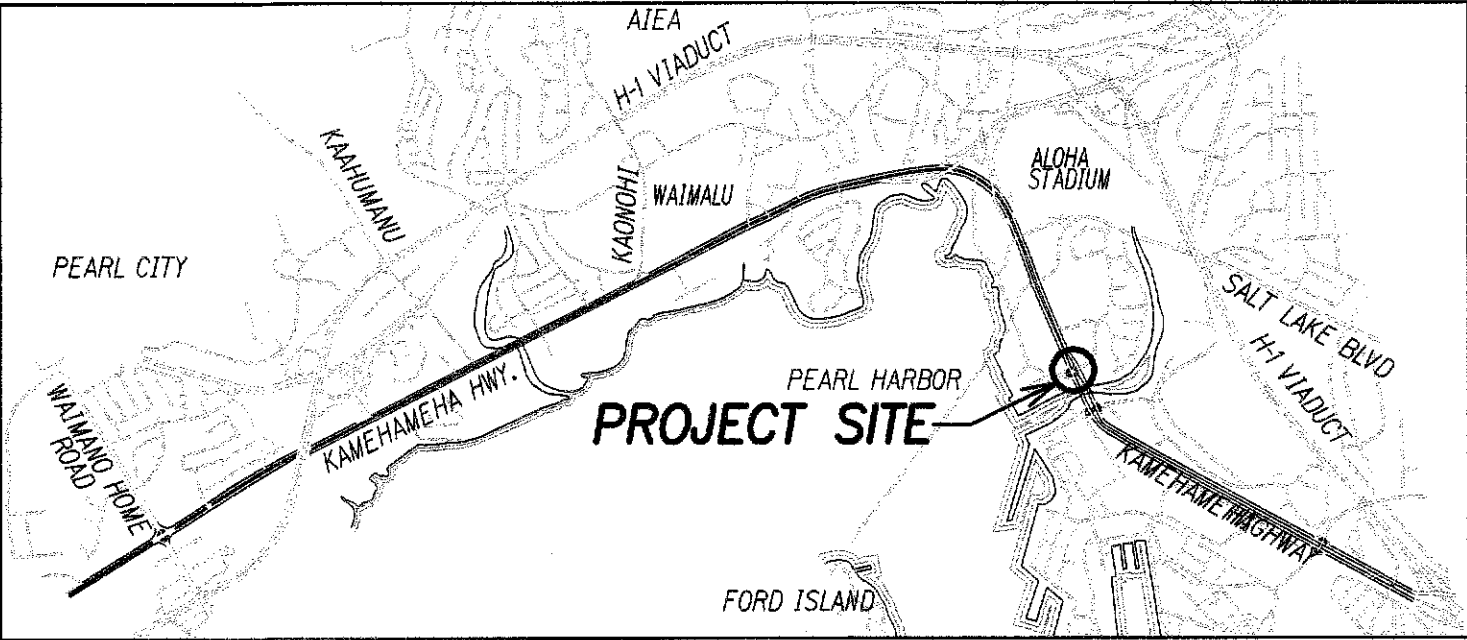 AIEA
H-1 VIADUCT
KAAHUMANU
KAONOHI
WAIMALU
ALOHA
STADIUM
PEARL CITY
SALT LAKE BLVD
H-1 VIADUCT
PEARL HARBOR
PROJECT SITE
KAMEHAMEHA HWY.
WAIMANO HOME
ROAD
KAMEHAMEHA HIGHWAY
FORD ISLAND